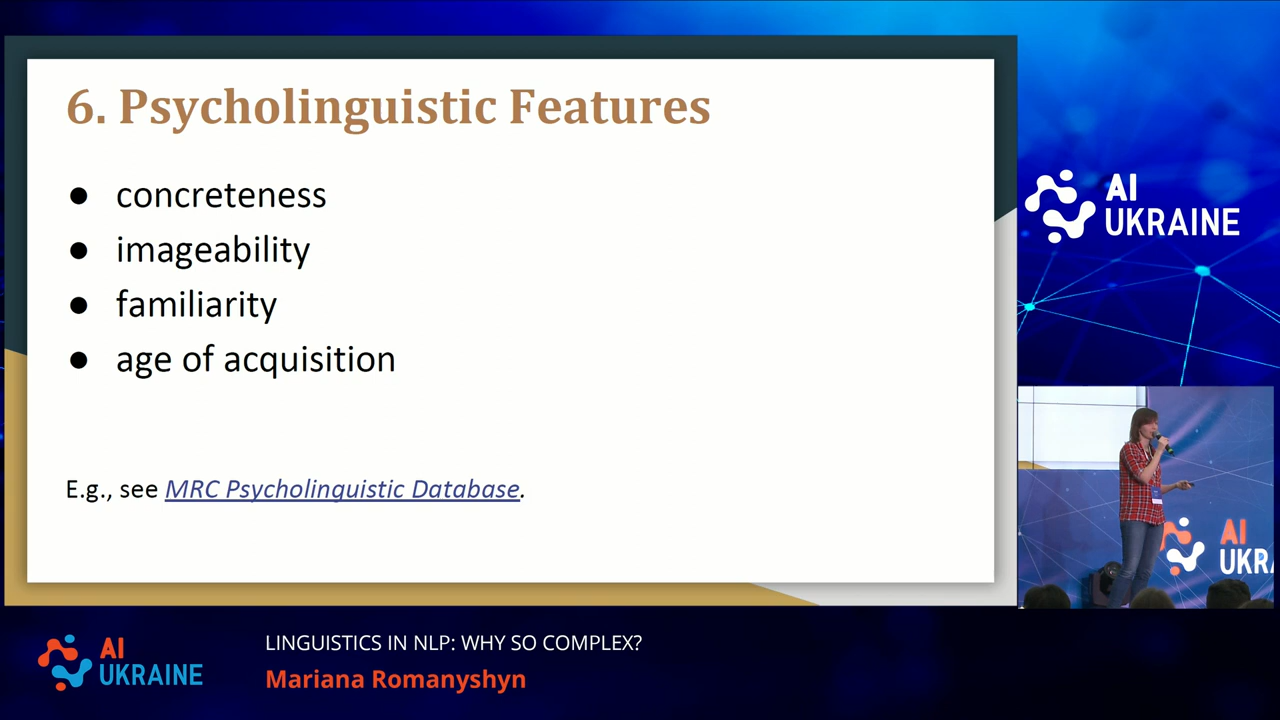 6. Psycholinguistic Features
● concreteness
● imageability
● familiarity
● age of acquisition
E.g., see MRC Psycholinguistic Database.
AI
UKRAINE
AI
UKR
AI
UKRAINE
LINGUISTICS IN NLP: WHY SO COMPLEX?
Mariana Romanyshyn